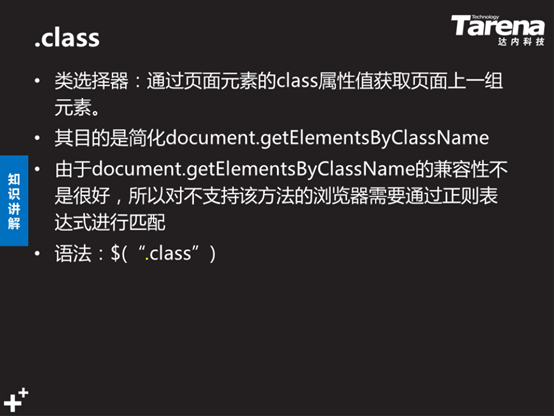 .class
Technology
Tarena
达内科技
• 类选择器：通过页面元素的class属性值获取页面上一组
元素。
• 其目的是简化document.getElementsByClassName
• 由于document.getElementsByClassName的兼容性不
是很好，所以对不支持该方法的浏览器需要通过正则表
达式进行匹配
• 语法：$(“.class”)
知
识
讲
解